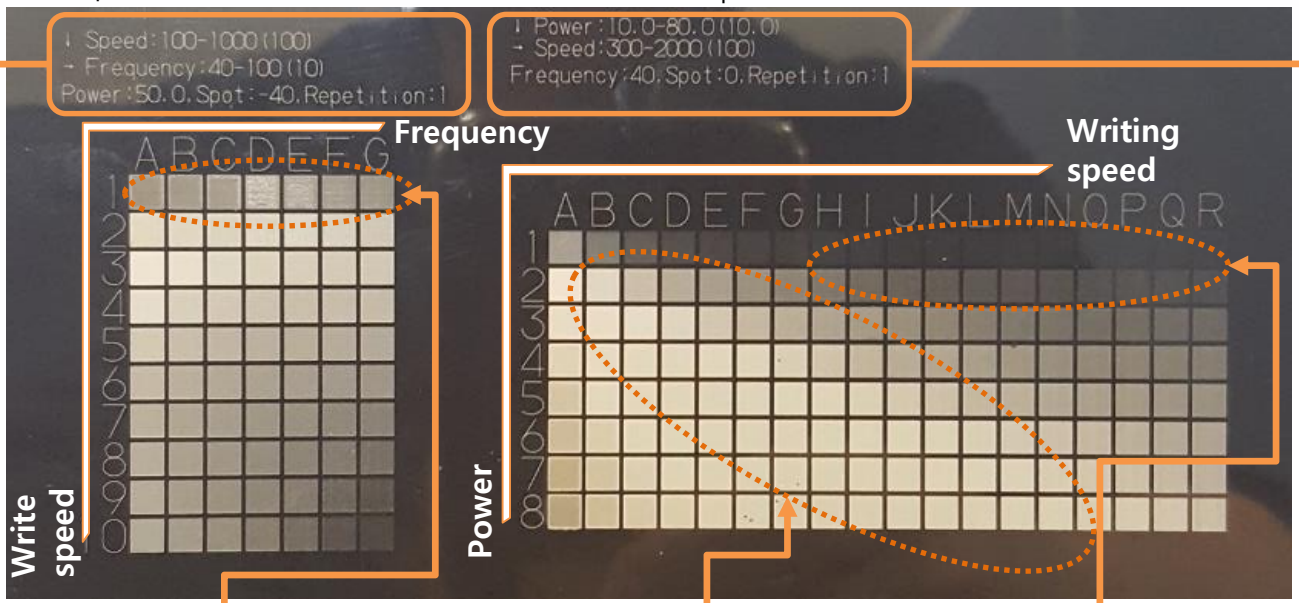 ↓ Speed:100-1000(100)
→ Frequency:40-100(10)
Power:50.0, Spot:-40, Repetition:1
↓ Power:10.0-80.0(10.0)
→ Speed:300-2000(100)
Frequency:40, Spot:0, Repetition:1
Frequency
Writing
speed
A B C D E F G
1
2
3
4
5
6
7
8
9
10
Write
speed
A B C D E F G H I J K L M N O P Q R
1
2
3
4
5
6
7
8
Power